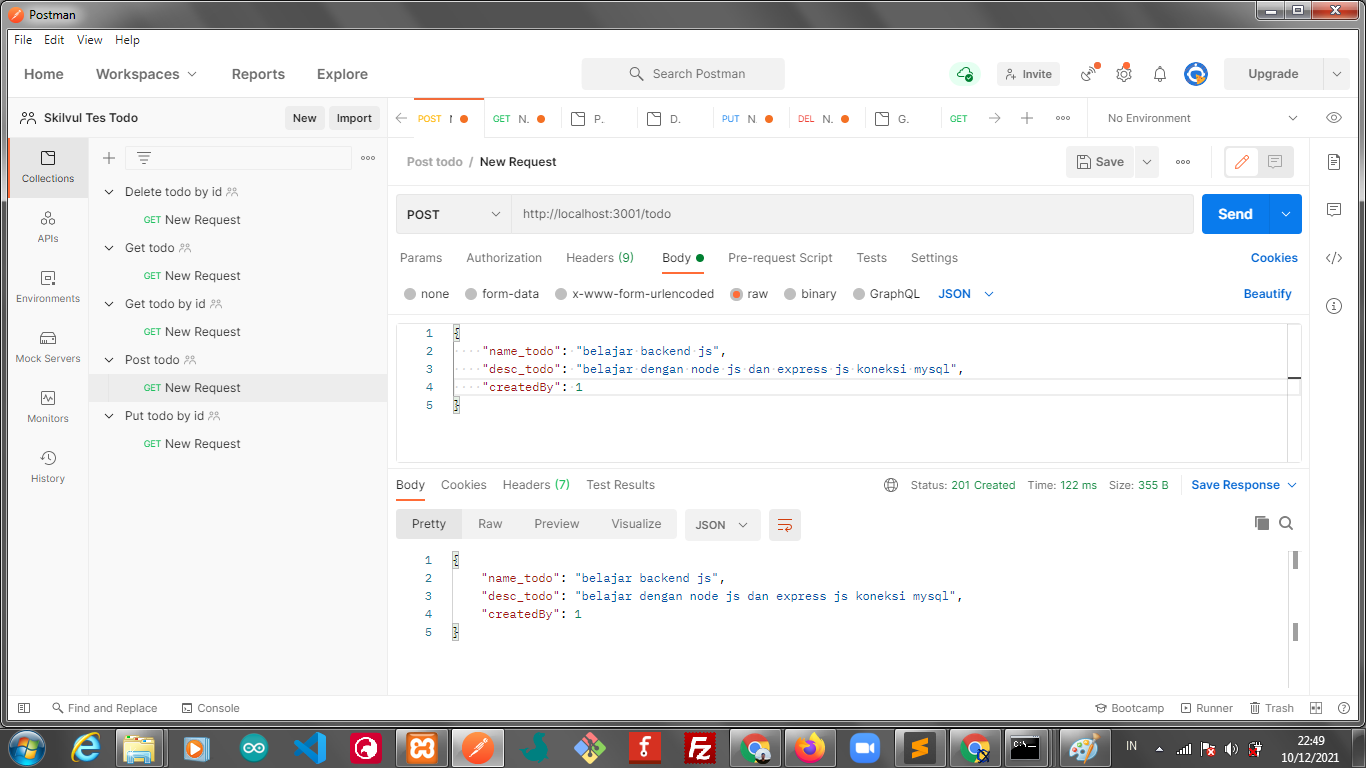 Postman
File Edit View Help
Home Workspaces Reports Explore Search Postman Invite Upgrade
Skilvul Tes Todo New Import
POST GET N. P. D. PUT N. DEL N. G. GET No Environment
Collections
APIs
Environments
Mock Servers
Monitors
History
Delete todo by id
GET New Request
Get todo
GET New Request
Get todo by id
GET New Request
Post todo
GET New Request
Put todo by id
GET New Request
Post todo / New Request Save
POST http://localhost:3001/todo Send
Params Authorization Headers (9) Body Pre-request Script Tests Settings Cookies
none form-data x-www-form-urlencoded raw binary GraphQL JSON Beautify
1 {
2 "name_todo": "belajar backend js",
3 "desc_todo": "belajar dengan node js dan express js koneksi mysql",
4 "createdBy": 1
5 }
Body Cookies Headers (7) Test Results Status: 201 Created Time: 122 ms Size: 355 B Save Response
Pretty Raw Preview Visualize JSON
1 {
2 "name_todo": "belajar backend js",
3 "desc_todo": "belajar dengan node js dan express js koneksi mysql",
4 "createdBy": 1
5 }
Find and Replace Console Bootcamp Runner Trash
IN 22:49
10/12/2021